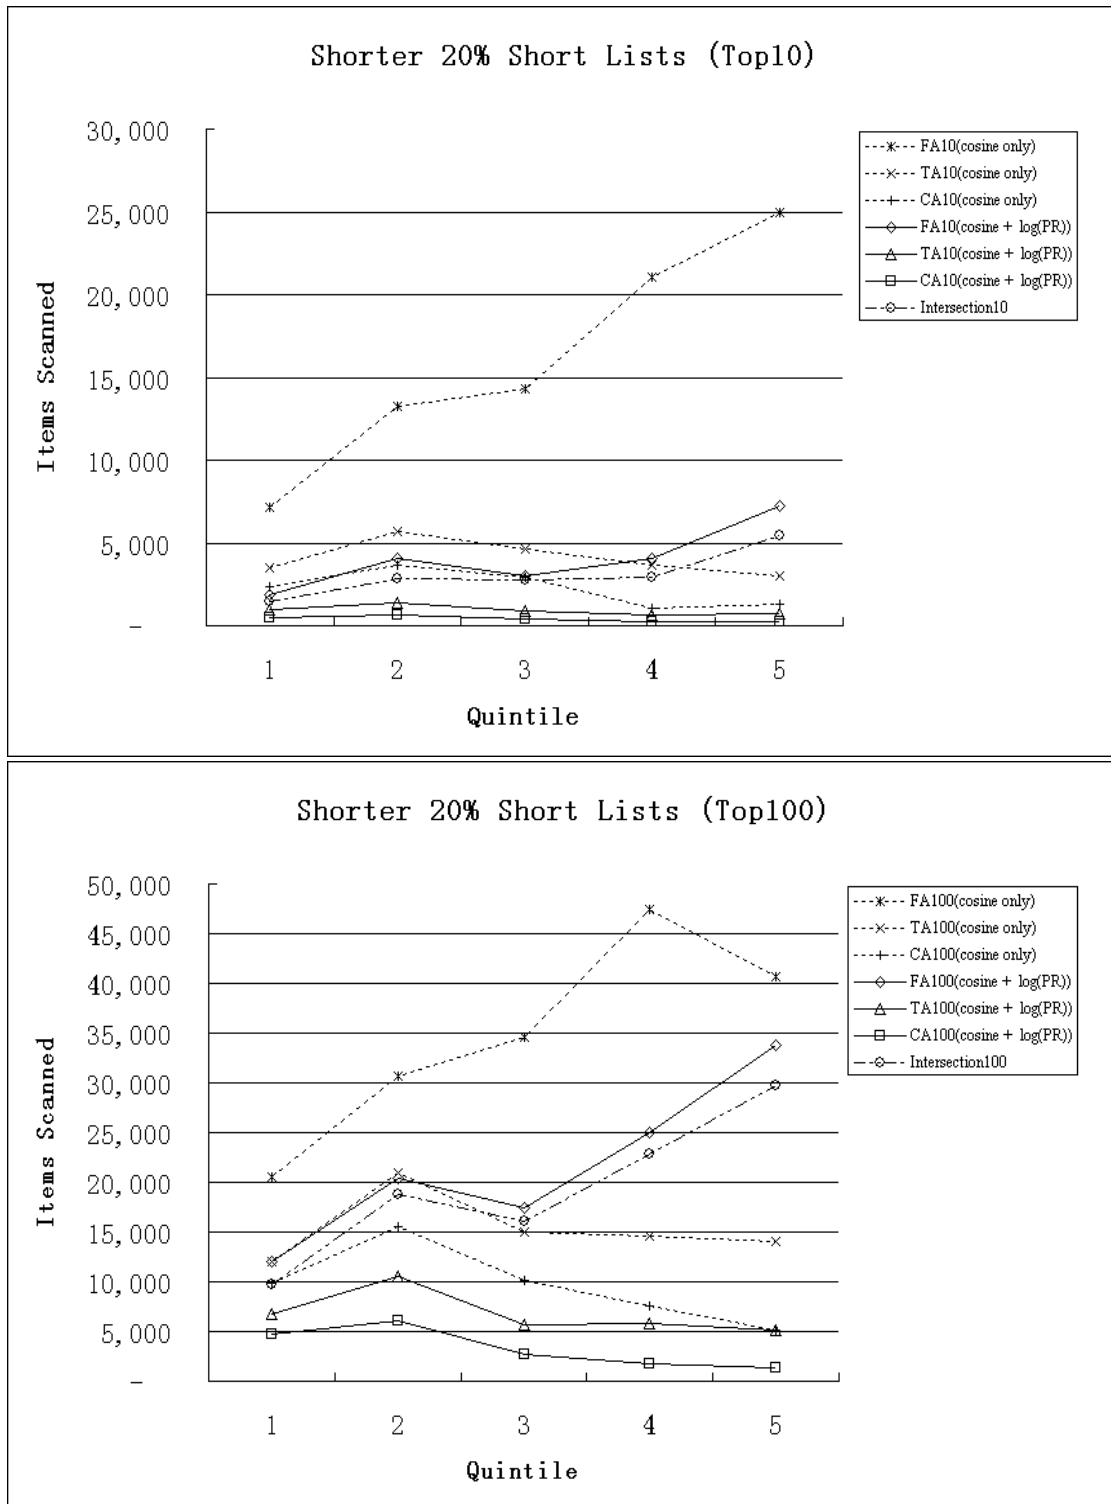 Shorter 20% Short Lists (Top10)
30,000
25,000
20,000
15,000
10,000
5,000
–
Items Scanned
1 2 3 4 5
Quintile
FA10(cosine only)
TA10(cosine only)
CA10(cosine only)
FA10(cosine + log(PR))
TA10(cosine + log(PR))
CA10(cosine + log(PR))
Intersection10
Shorter 20% Short Lists (Top100)
50,000
45,000
40,000
35,000
30,000
25,000
20,000
15,000
10,000
5,000
–
Items Scanned
1 2 3 4 5
Quintile
FA100(cosine only)
TA100(cosine only)
CA100(cosine only)
FA100(cosine + log(PR))
TA100(cosine + log(PR))
CA100(cosine + log(PR))
Intersection100